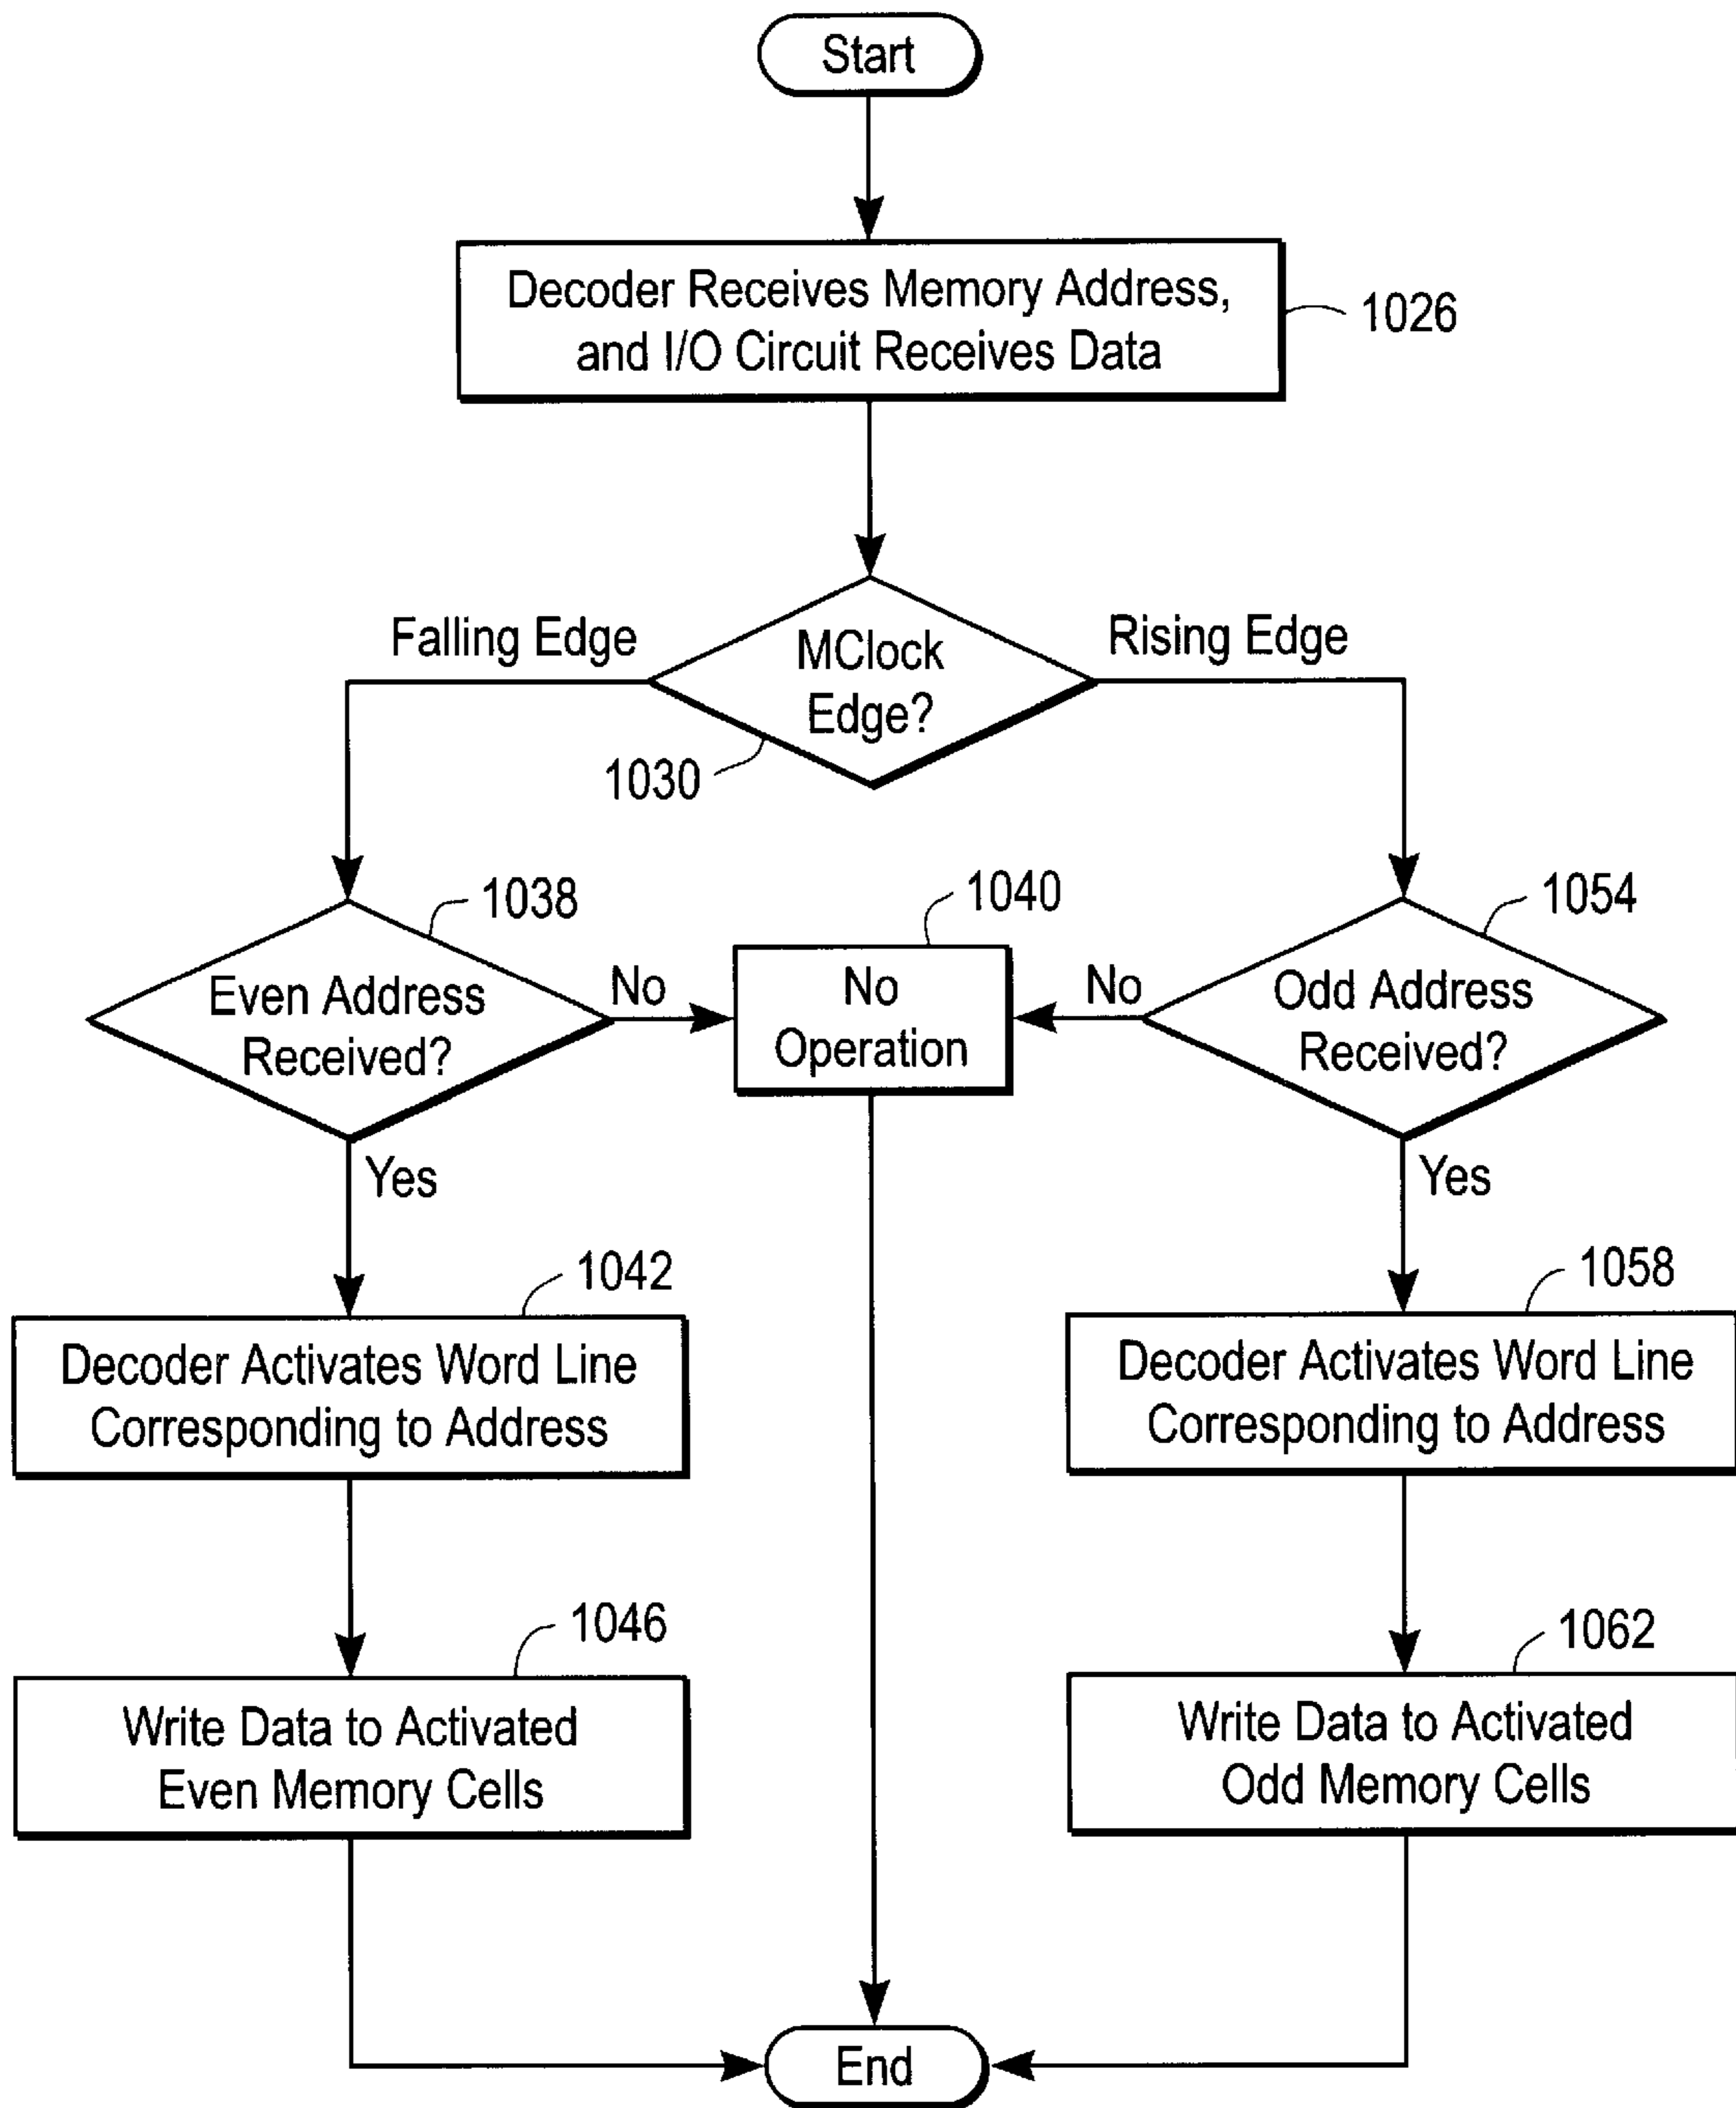 Start
Decoder Receives Memory Address,
and I/O Circuit Receives Data
1026
Falling Edge
MClock
Edge?
Rising Edge
1030
1038
1040
1054
Even Address
Received?
No
No
Operation
No
Odd Address
Received?
Yes
Yes
1042
1058
Decoder Activates Word Line
Corresponding to Address
Decoder Activates Word Line
Corresponding to Address
1046
1062
Write Data to Activated
Even Memory Cells
Write Data to Activated
Odd Memory Cells
End